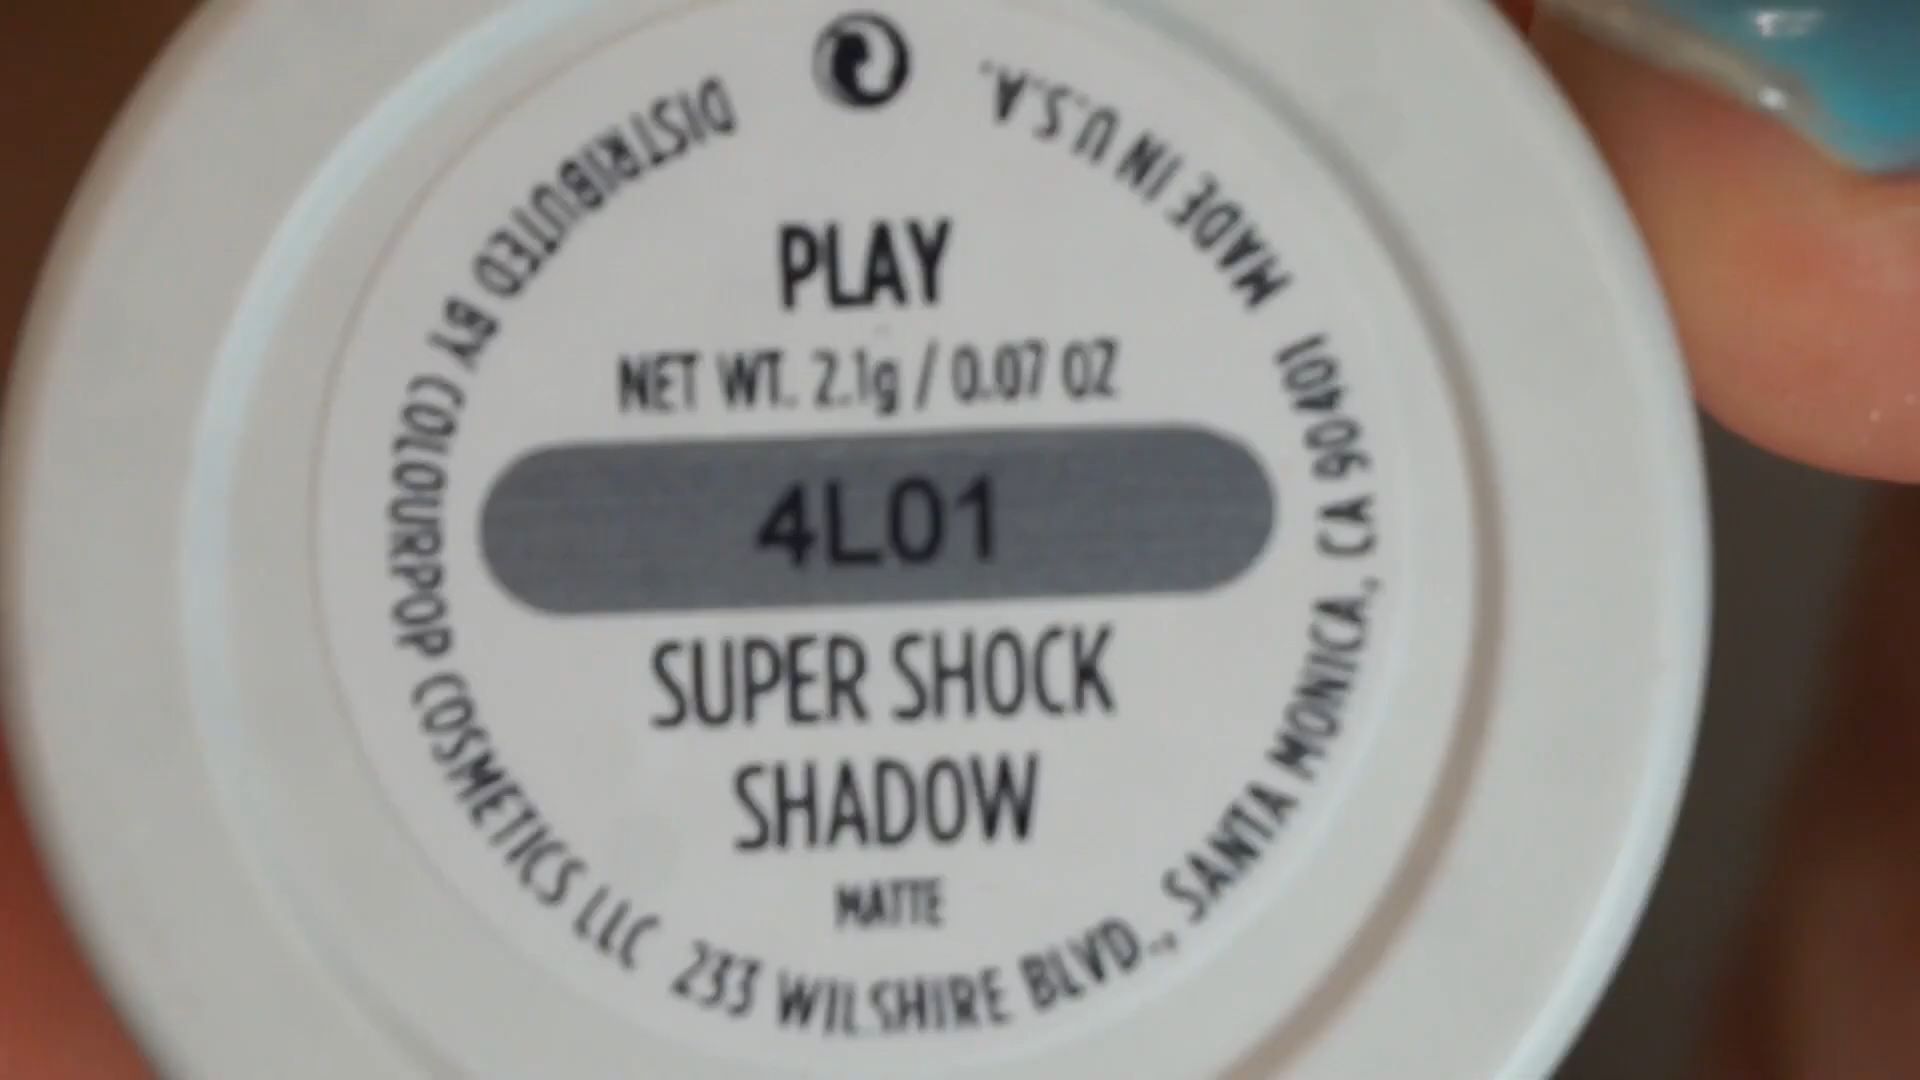 PLAY
NET WT. 2.1g / 0.07 OZ
4L01
SUPER SHOCK
SHADOW
MATTE
DISTRIBUTED BY COLOURPOP COSMETICS LLC 233 WILSHIRE BLVD., SANTA MONICA, CA 90401 MADE IN U.S.A.